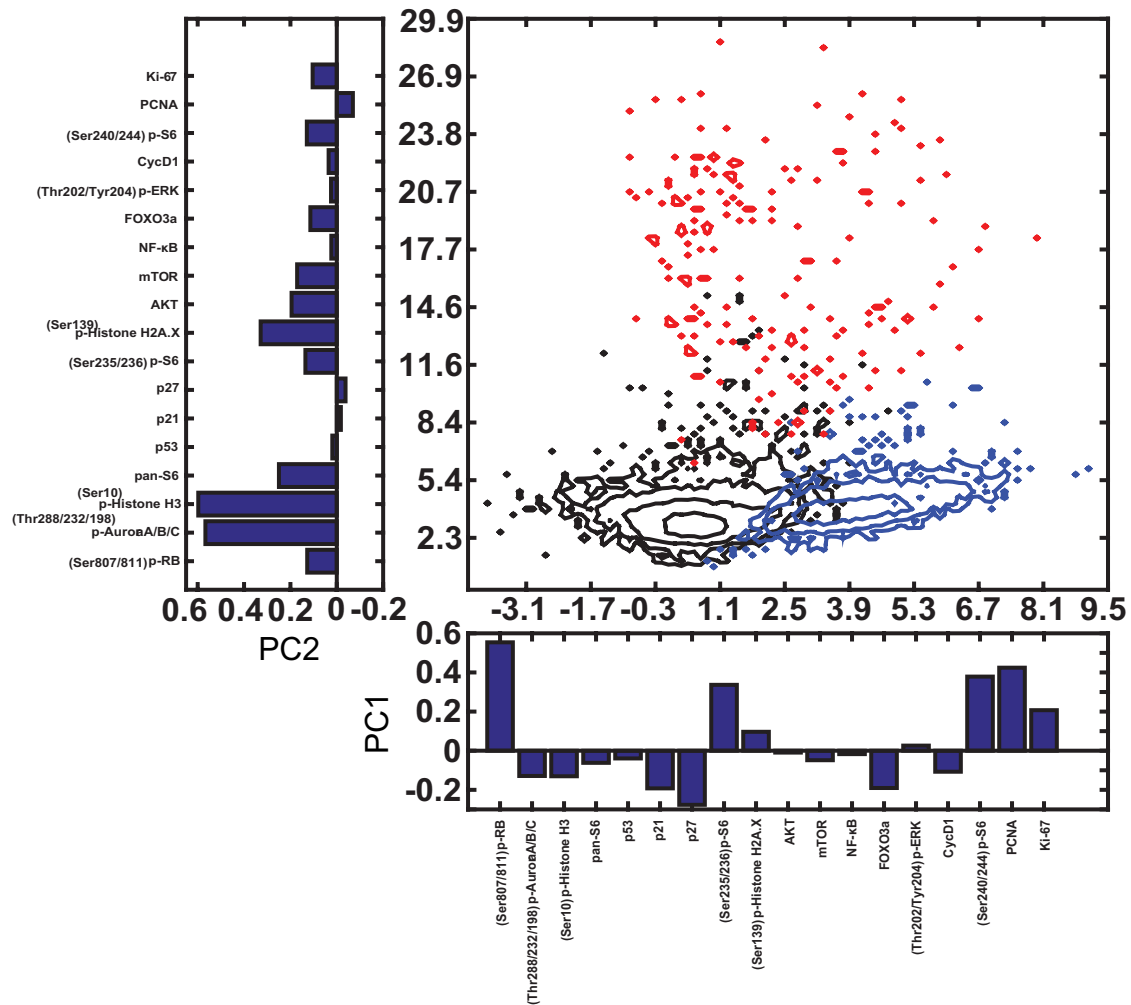 Ki-67
PCNA
(Ser240/244) p-S6
CycD1
(Thr202/Tyr204) p-ERK
FOXO3a
NF-κB
mTOR
AKT
(Ser139)
p-Histone H2A.X
(Ser235/236) p-S6
p27
p21
p53
pan-S6
(Ser10)
p-Histone H3
(Thr288/232/198)
p-AuroвA/B/C
(Ser807/811) p-RB
0.6 0.4 0.2 0 -0.2
PC2
29.9
26.9
23.8
20.7
17.7
14.6
11.6
8.4
5.4
2.3
-3.1 -1.7 -0.3 1.1 2.5 3.9 5.3 6.7 8.1 9.5
PC1
0.6
0.4
0.2
0
-0.2
(Ser807/811) p-RB
(Thr288/232/198) p-AuroвA/B/C
(Ser10) p-Histone H3
pan-S6
p53
p21
p27
(Ser235/236) p-S6
(Ser139) p-Histone H2A.X
AKT
mTOR
NF-κB
FOXO3a
(Thr202/Tyr204) p-ERK
CycD1
(Ser240/244) p-S6
PCNA
Ki-67